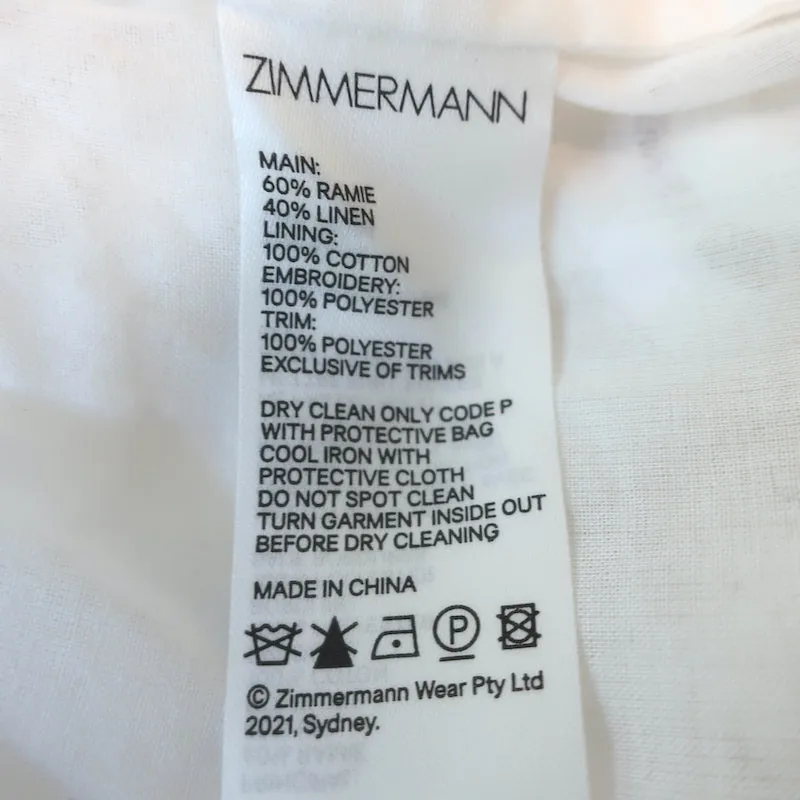 ZIMMERMANN
MAIN:
60% RAMIE
40% LINEN
LINING:
100% COTTON
EMBROIDERY:
100% POLYESTER
TRIM:
100% POLYESTER
EXCLUSIVE OF TRIMS
DRY CLEAN ONLY CODE P
WITH PROTECTIVE BAG
COOL IRON WITH
PROTECTIVE CLOTH
DO NOT SPOT CLEAN
TURN GARMENT INSIDE OUT
BEFORE DRY CLEANING
MADE IN CHINA
P
© Zimmermann Wear Pty Ltd
2021, Sydney.